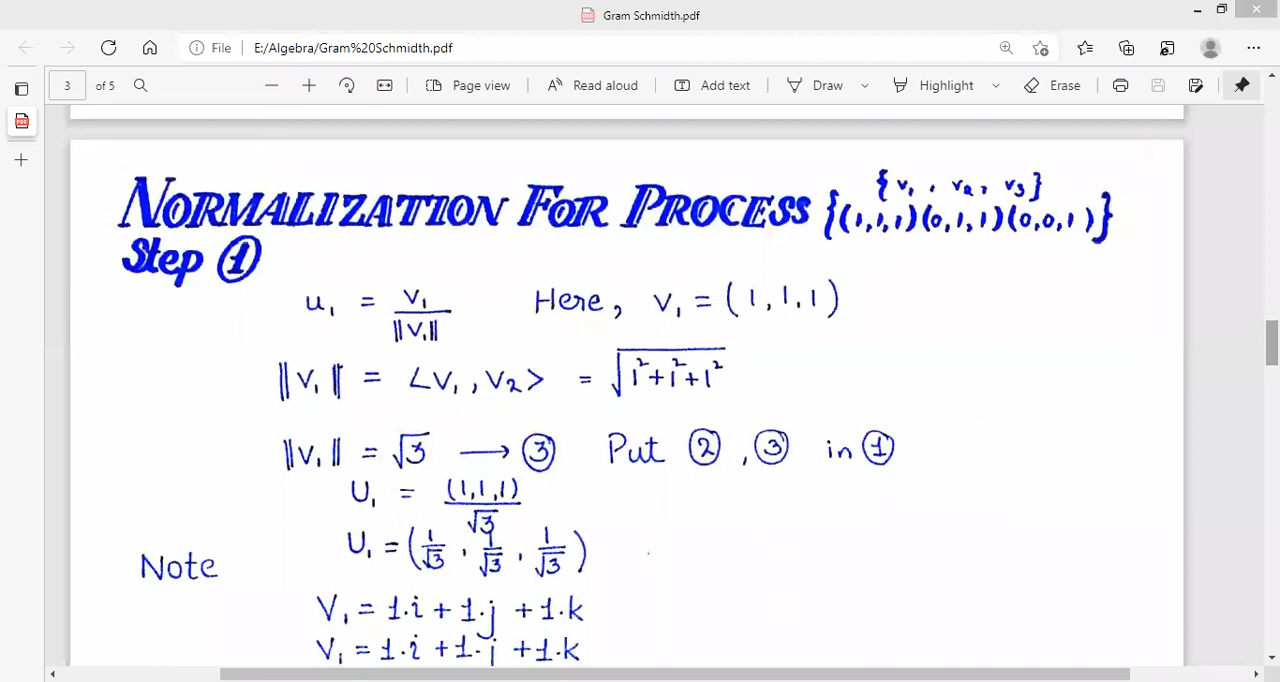 Gram Schmidth.pdf
File E:/Algebra/Gram%20Schmidth.pdf
3 of 5 Page view Read aloud Add text Draw Highlight Erase
{v₁, v₂, v₃}
NORMALIZATION FOR PROCESS {(1,1,1)(0,1,1)(0,0,1)}
Step ①
u₁ = V₁/‖V₁‖ Here, V₁ = (1,1,1)
‖V₁‖ = <V₁, V₂> = √(1²+1²+1²)
‖V₁‖ = √3 → ③ Put ②, ③ in ①
U₁ = (1,1,1)/√3
U₁ = (1/√3, 1/√3, 1/√3)
Note
V₁ = 1·i + 1·j + 1·k
V₁ = 1·i + 1·j + 1·k